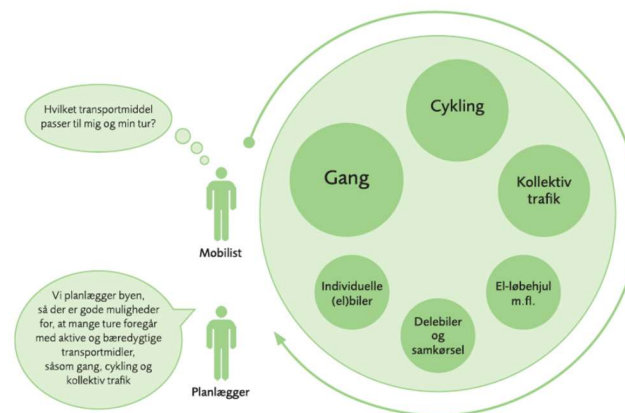 Hvilket transportmiddel
passer til mig og min tur?
Mobilist
Vi planlægger byen,
så der er gode muligheder
for, at mange ture foregår
med aktive og bæredygtige
transportmidler,
såsom gang, cykling og
kollektiv trafik
Planlægger
Cykling
Gang
Kollektiv
trafik
Individuelle
(el)biler
El-løbehjul
m.fl.
Delebiler
og
samkørsel